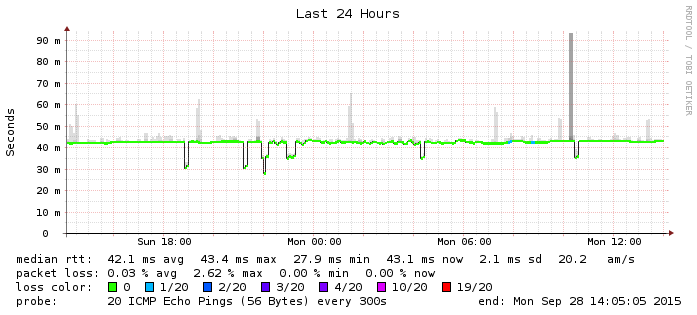 Last 24 Hours
RRDTOOL / TOBI OETIKER
Seconds
90 m
80 m
70 m
60 m
50 m
40 m
30 m
20 m
10 m
0
Sun 18:00 Mon 00:00 Mon 06:00 Mon 12:00
median rtt: 42.1 ms avg 43.4 ms max 27.9 ms min 43.1 ms now 2.1 ms sd 20.2 am/s
packet loss: 0.03 % avg 2.62 % max 0.00 % min 0.00 % now
loss color: 0 1/20 2/20 3/20 4/20 10/20 19/20
probe: 20 ICMP Echo Pings (56 Bytes) every 300s end: Mon Sep 28 14:05:05 2015